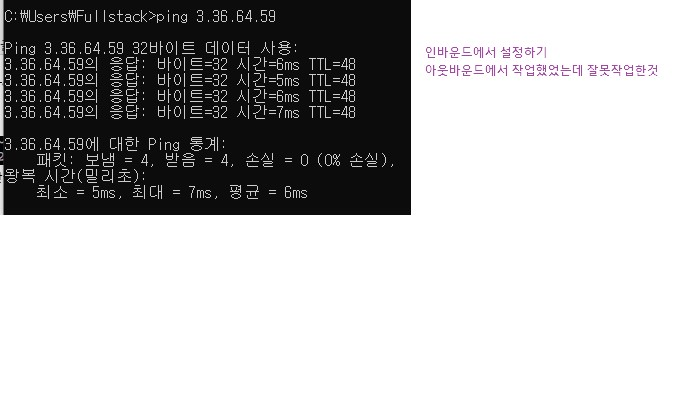 C:\Users\Fullstack>ping 3.36.64.59
Ping 3.36.64.59 32바이트 데이터 사용:
3.36.64.59의 응답: 바이트=32 시간=6ms TTL=48
3.36.64.59의 응답: 바이트=32 시간=5ms TTL=48
3.36.64.59의 응답: 바이트=32 시간=6ms TTL=48
3.36.64.59의 응답: 바이트=32 시간=7ms TTL=48
3.36.64.59에 대한 Ping 통계:
패킷: 보냄 = 4, 받음 = 4, 손실 = 0 (0% 손실),
왕복 시간(밀리초):
최소 = 5ms, 최대 = 7ms, 평균 = 6ms
인바운드에서 설정하기
아웃바운드에서 작업했었는데 잘못작업한것